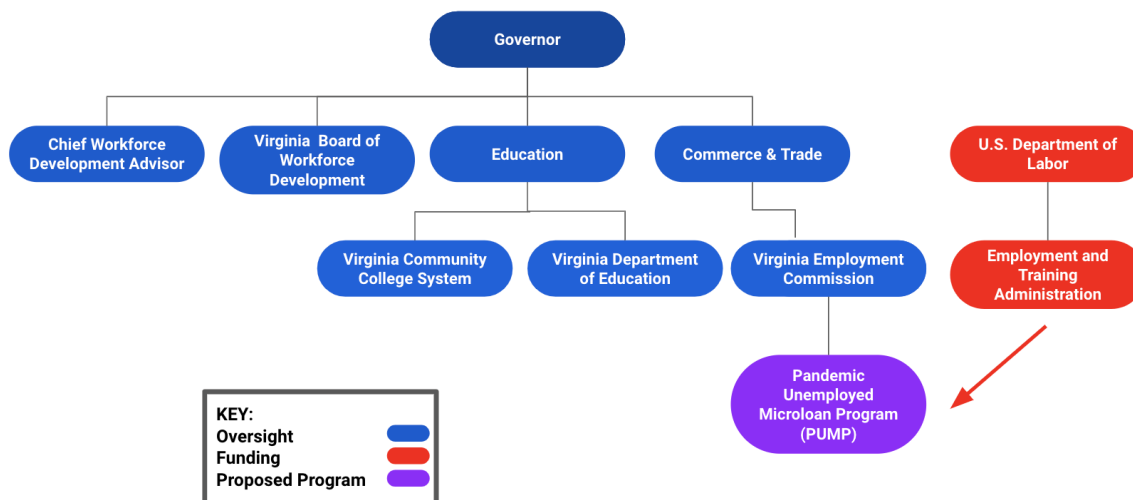 Governor
Chief Workforce
Development Advisor
Virginia Board of
Workforce
Development
Education
Commerce & Trade
U.S. Department of
Labor
Virginia Community
College System
Virginia Department
of Education
Virginia Employment
Commission
Employment and
Training
Administration
Pandemic
Unemployed
Microloan Program
(PUMP)
KEY:
Oversight
Funding
Proposed Program